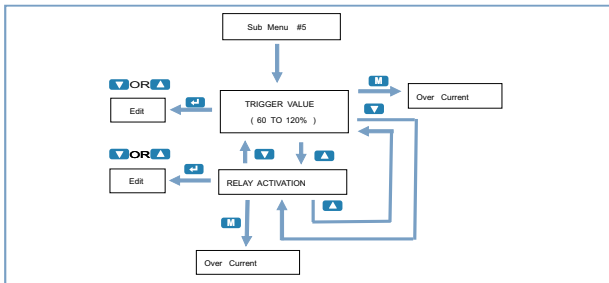 Sub Menu #5
▼ OR ▲
M
↵
TRIGGER VALUE
( 60 TO 120% )
Over Current
Edit
▼
▼ OR ▲
▼
▲
↵
Edit
RELAY ACTIVATION
▲
M
Over Current